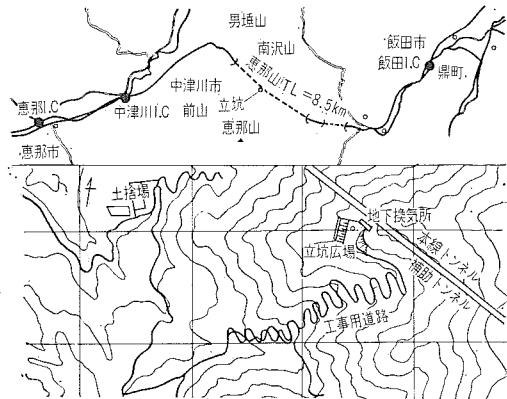 男埵山
南沢山
恵那山TL=8.5km
飯田市
飯田I.C
鼎町.
恵那I.C
恵那市
中津川I.C
中津川市
前山
立坑
恵那山
土捨場
地下換気所
立坑広場
本線トンネル
補助トンネル
工事用道路